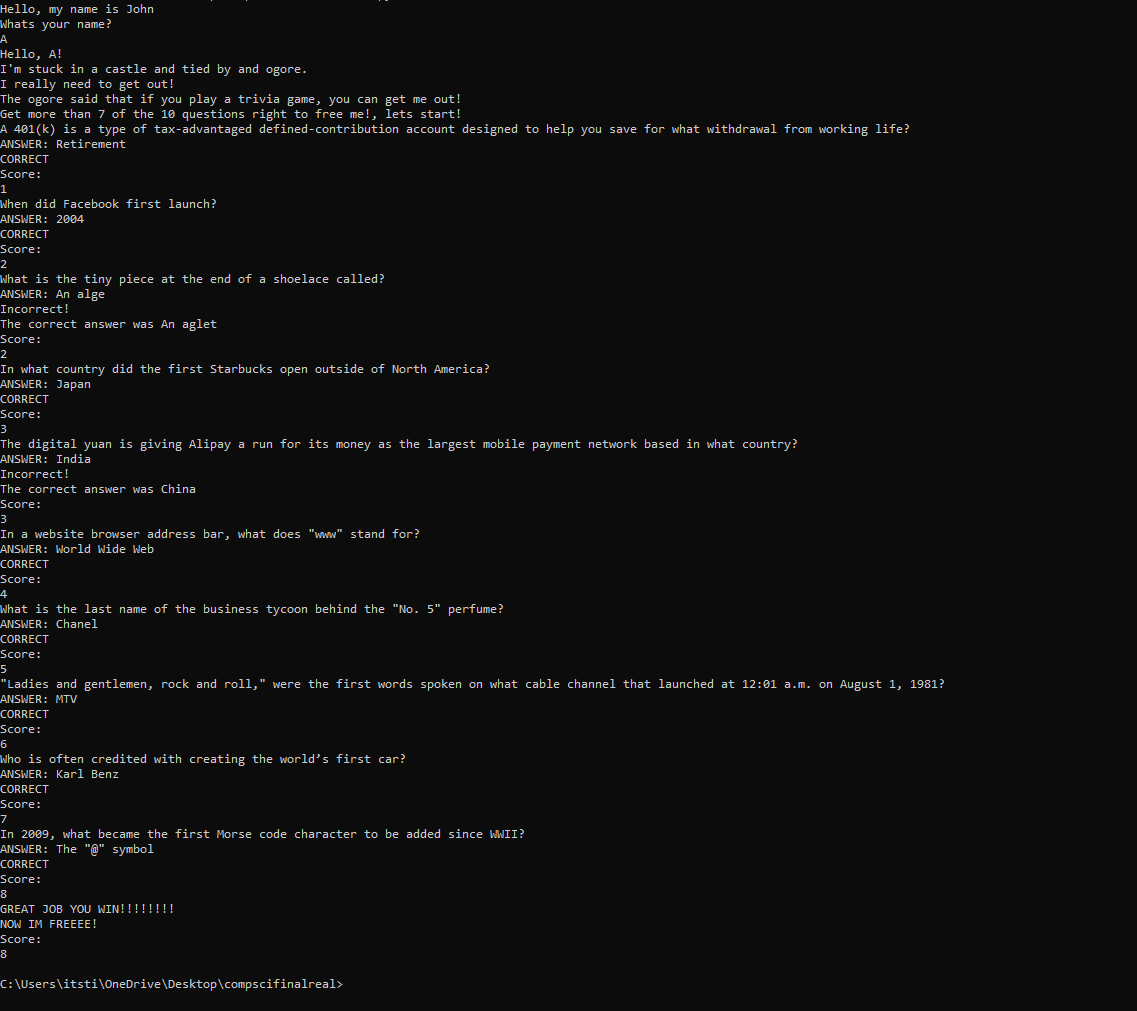 Hello, my name is John
Whats your name?
A
Hello, A!
I'm stuck in a castle and tied by and ogore.
I really need to get out!
The ogore said that if you play a trivia game, you can get me out!
Get more than 7 of the 10 questions right to free me!, lets start!
A 401(k) is a type of tax-advantaged defined-contribution account designed to help you save for what withdrawal from working life?
ANSWER: Retirement
CORRECT
Score:
1
When did Facebook first launch?
ANSWER: 2004
CORRECT
Score:
2
What is the tiny piece at the end of a shoelace called?
ANSWER: An alge
Incorrect!
The correct answer was An aglet
Score:
2
In what country did the first Starbucks open outside of North America?
ANSWER: Japan
CORRECT
Score:
3
The digital yuan is giving Alipay a run for its money as the largest mobile payment network based in what country?
ANSWER: India
Incorrect!
The correct answer was China
Score:
3
In a website browser address bar, what does "www" stand for?
ANSWER: World Wide Web
CORRECT
Score:
4
What is the last name of the business tycoon behind the "No. 5" perfume?
ANSWER: Chanel
CORRECT
Score:
5
"Ladies and gentlemen, rock and roll," were the first words spoken on what cable channel that launched at 12:01 a.m. on August 1, 1981?
ANSWER: MTV
CORRECT
Score:
6
Who is often credited with creating the world’s first car?
ANSWER: Karl Benz
CORRECT
Score:
7
In 2009, what became the first Morse code character to be added since WWII?
ANSWER: The "@" symbol
CORRECT
Score:
8
GREAT JOB YOU WIN!!!!!!!!
NOW IM FREEEE!
Score:
8
C:\Users\itsti\OneDrive\Desktop\compscifinalreal>